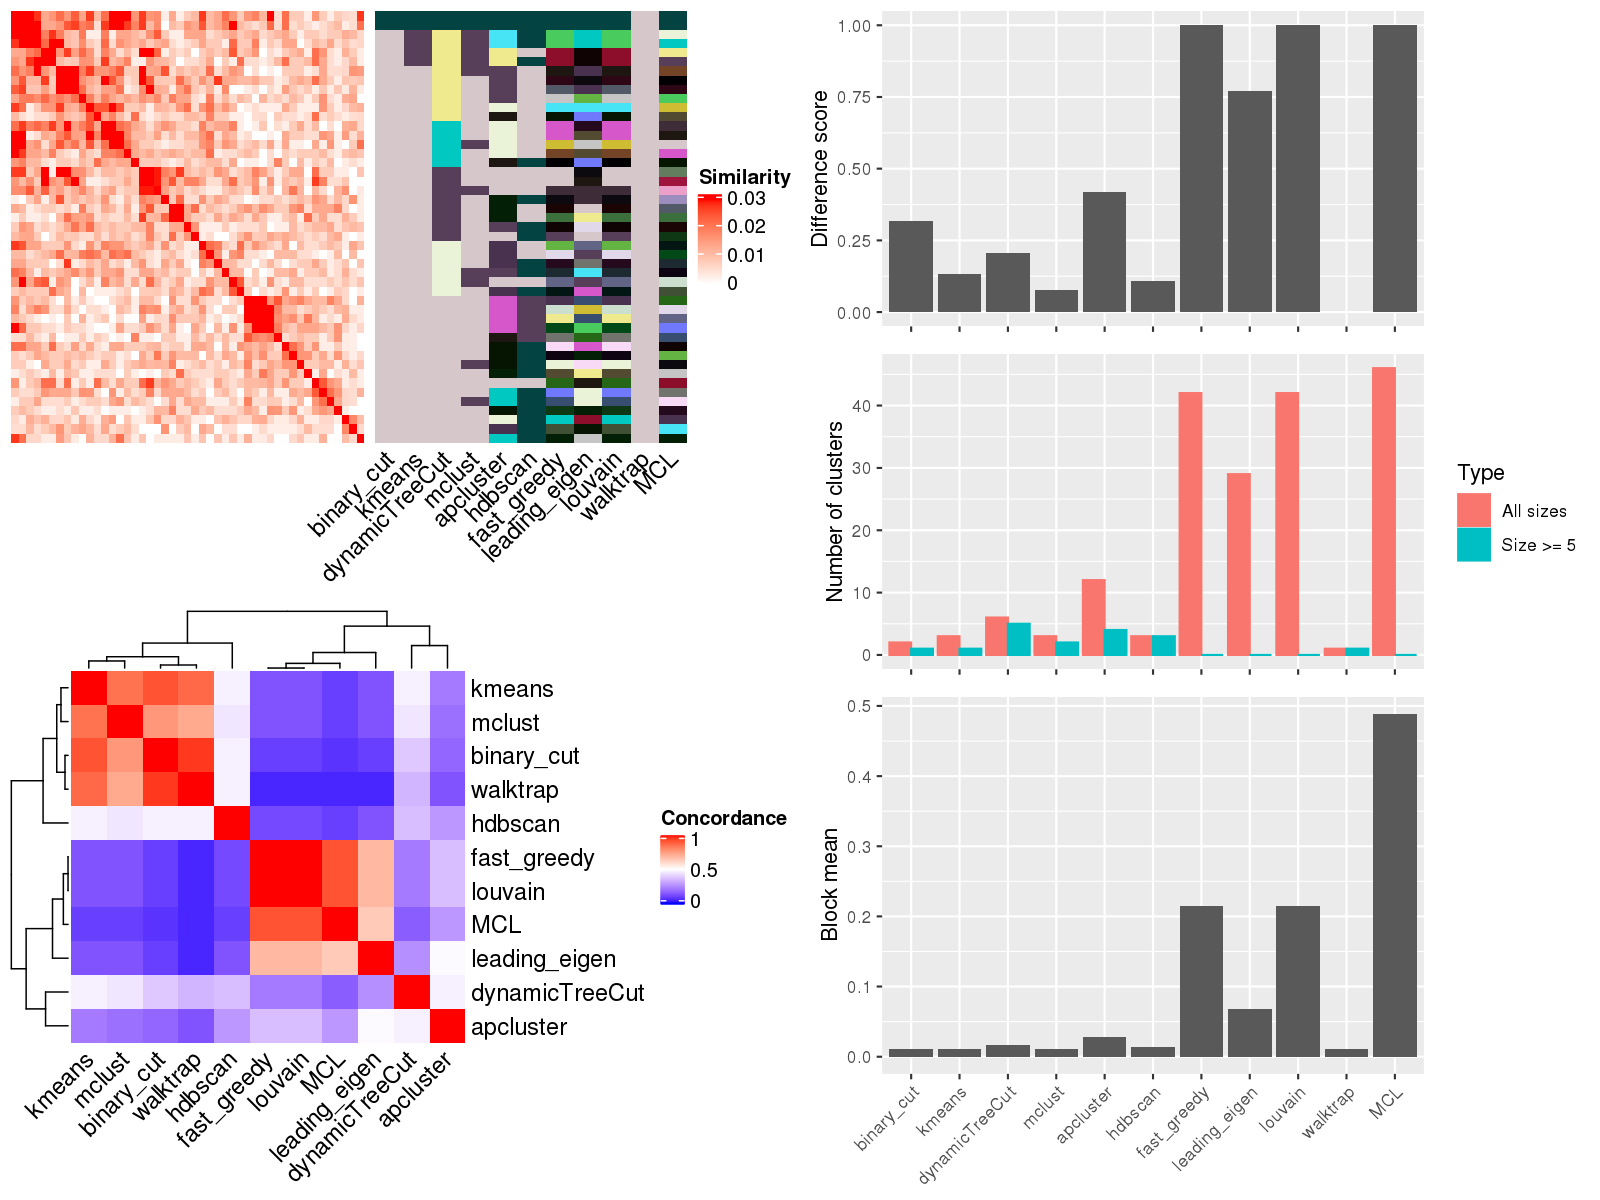 Similarity
0.03
0.02
0.01
0
binary_cut
kmeans
dynamicTreeCut
mclust
apcluster
hdbscan
fast_greedy
leading_eigen
louvain
walktrap
MCL
kmeans
mclust
binary_cut
walktrap
hdbscan
fast_greedy
louvain
MCL
leading_eigen
dynamicTreeCut
apcluster
Concordance
1
0.5
0
kmeans
mclust
binary_cut
walktrap
hdbscan
fast_greedy
louvain
MCL
leading_eigen
dynamicTreeCut
apcluster
Difference score
1.00
0.75
0.50
0.25
0.00
Number of clusters
40
30
20
10
0
Type
All sizes
Size >= 5
Block mean
0.5
0.4
0.3
0.2
0.1
0.0
binary_cut
kmeans
dynamicTreeCut
mclust
apcluster
hdbscan
fast_greedy
leading_eigen
louvain
walktrap
MCL